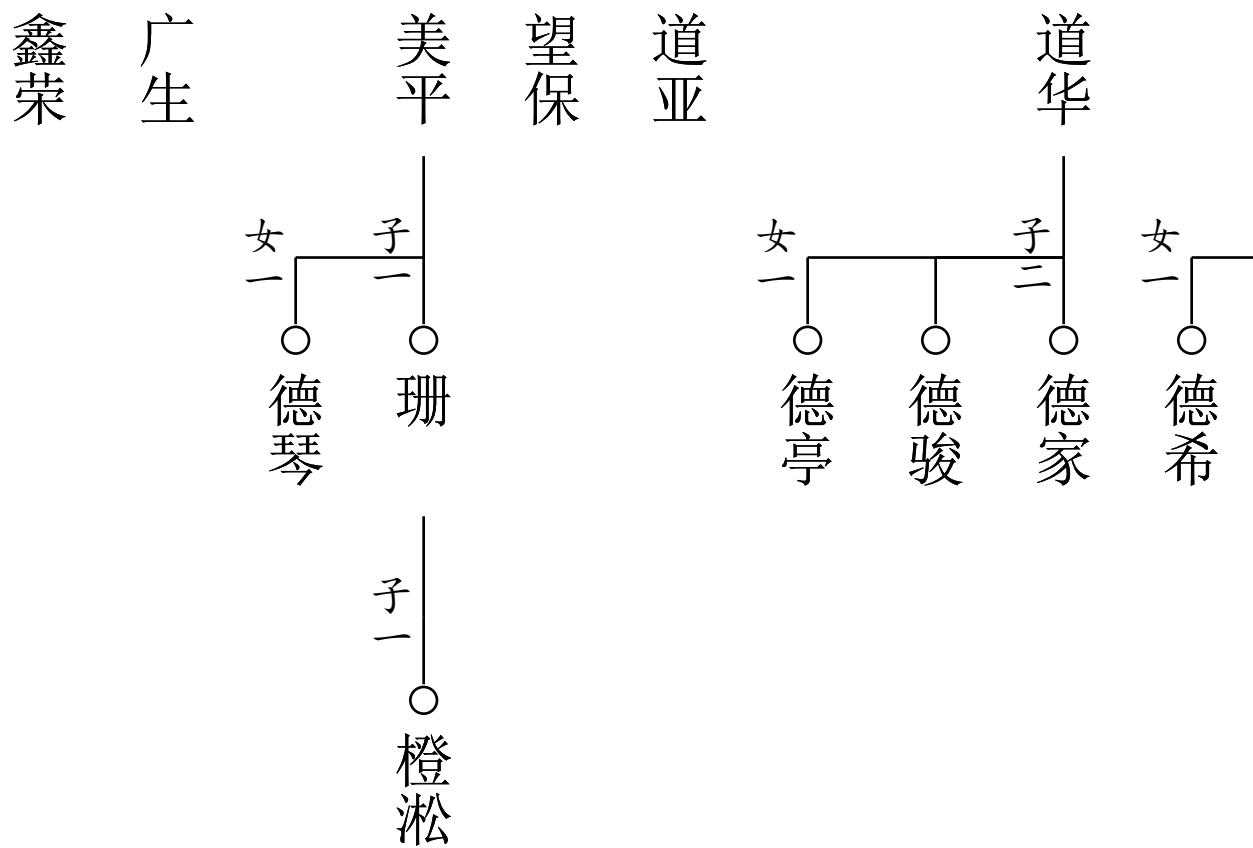 鑫荣
广生
美平
望保
道亚
道华
女一
子一
女一
子二
女一
德琴
珊
德亭
德骏
德家
德希
子一
橙淞